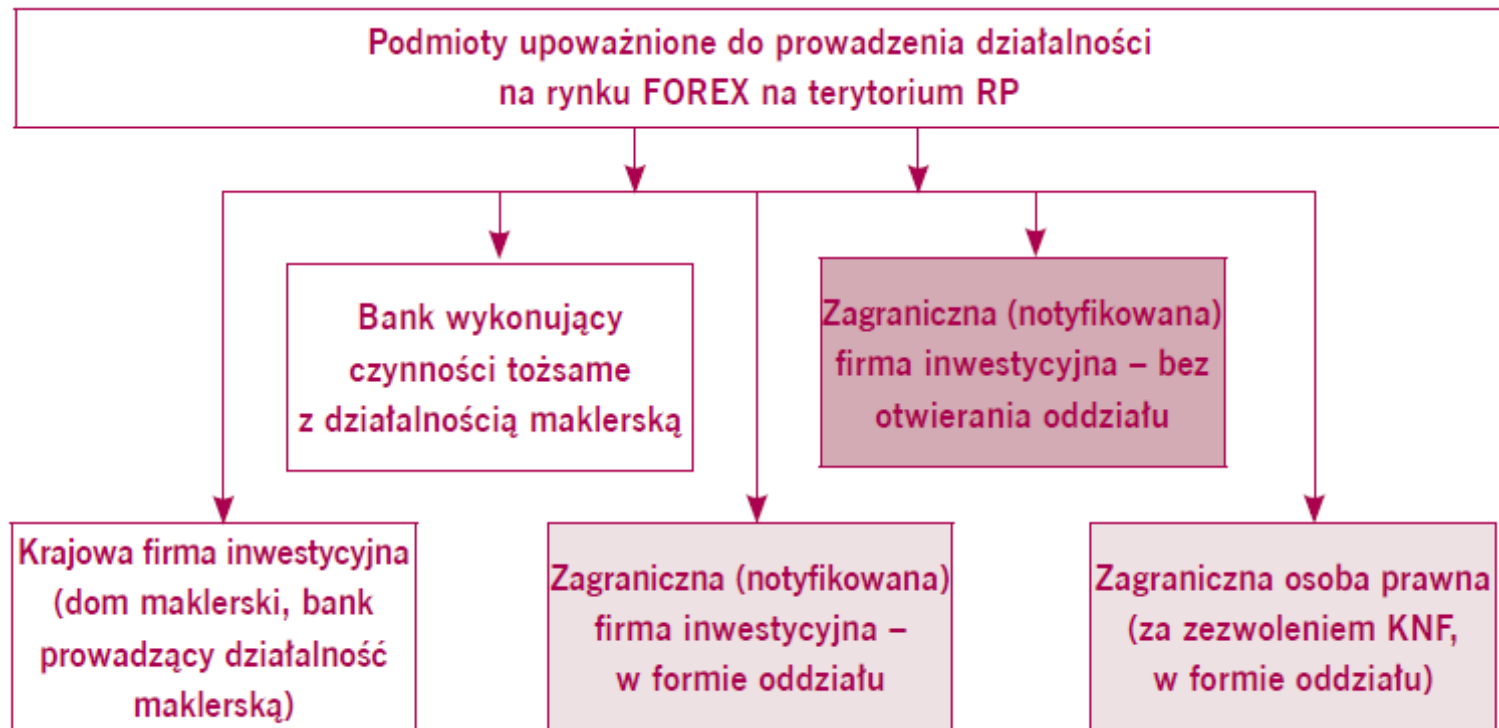 Podmioty upoważnione do prowadzenia działalności
na rynku FOREX na terytorium RP
Bank wykonujący
czynności tożsame
z działalnością maklerską
Zagraniczna (notyfikowana)
firma inwestycyjna – bez
otwierania oddziału
Krajowa firma inwestycyjna
(dom maklerski, bank
prowadzący działalność
maklerską)
Zagraniczna (notyfikowana)
firma inwestycyjna –
w formie oddziału
Zagraniczna osoba prawna
(za zezwoleniem KNF,
w formie oddziału)